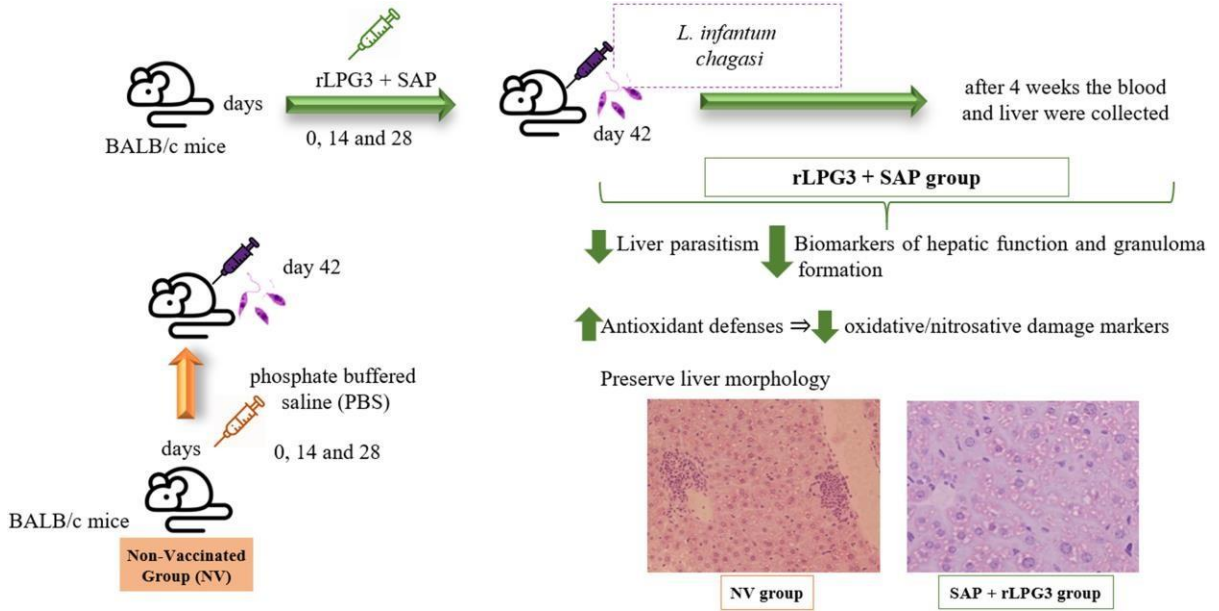 rLPG3 + SAP
days
0, 14 and 28
BALB/c mice
L. infantum
chagasi
day 42
after 4 weeks the blood
and liver were collected
rLPG3 + SAP group
Liver parasitism
Biomarkers of hepatic function and granuloma
formation
Antioxidant defenses ⇒ oxidative/nitrosative damage markers
Preserve liver morphology
NV group
SAP + rLPG3 group
day 42
phosphate buffered
saline (PBS)
days
0, 14 and 28
BALB/c mice
Non-Vaccinated
Group (NV)